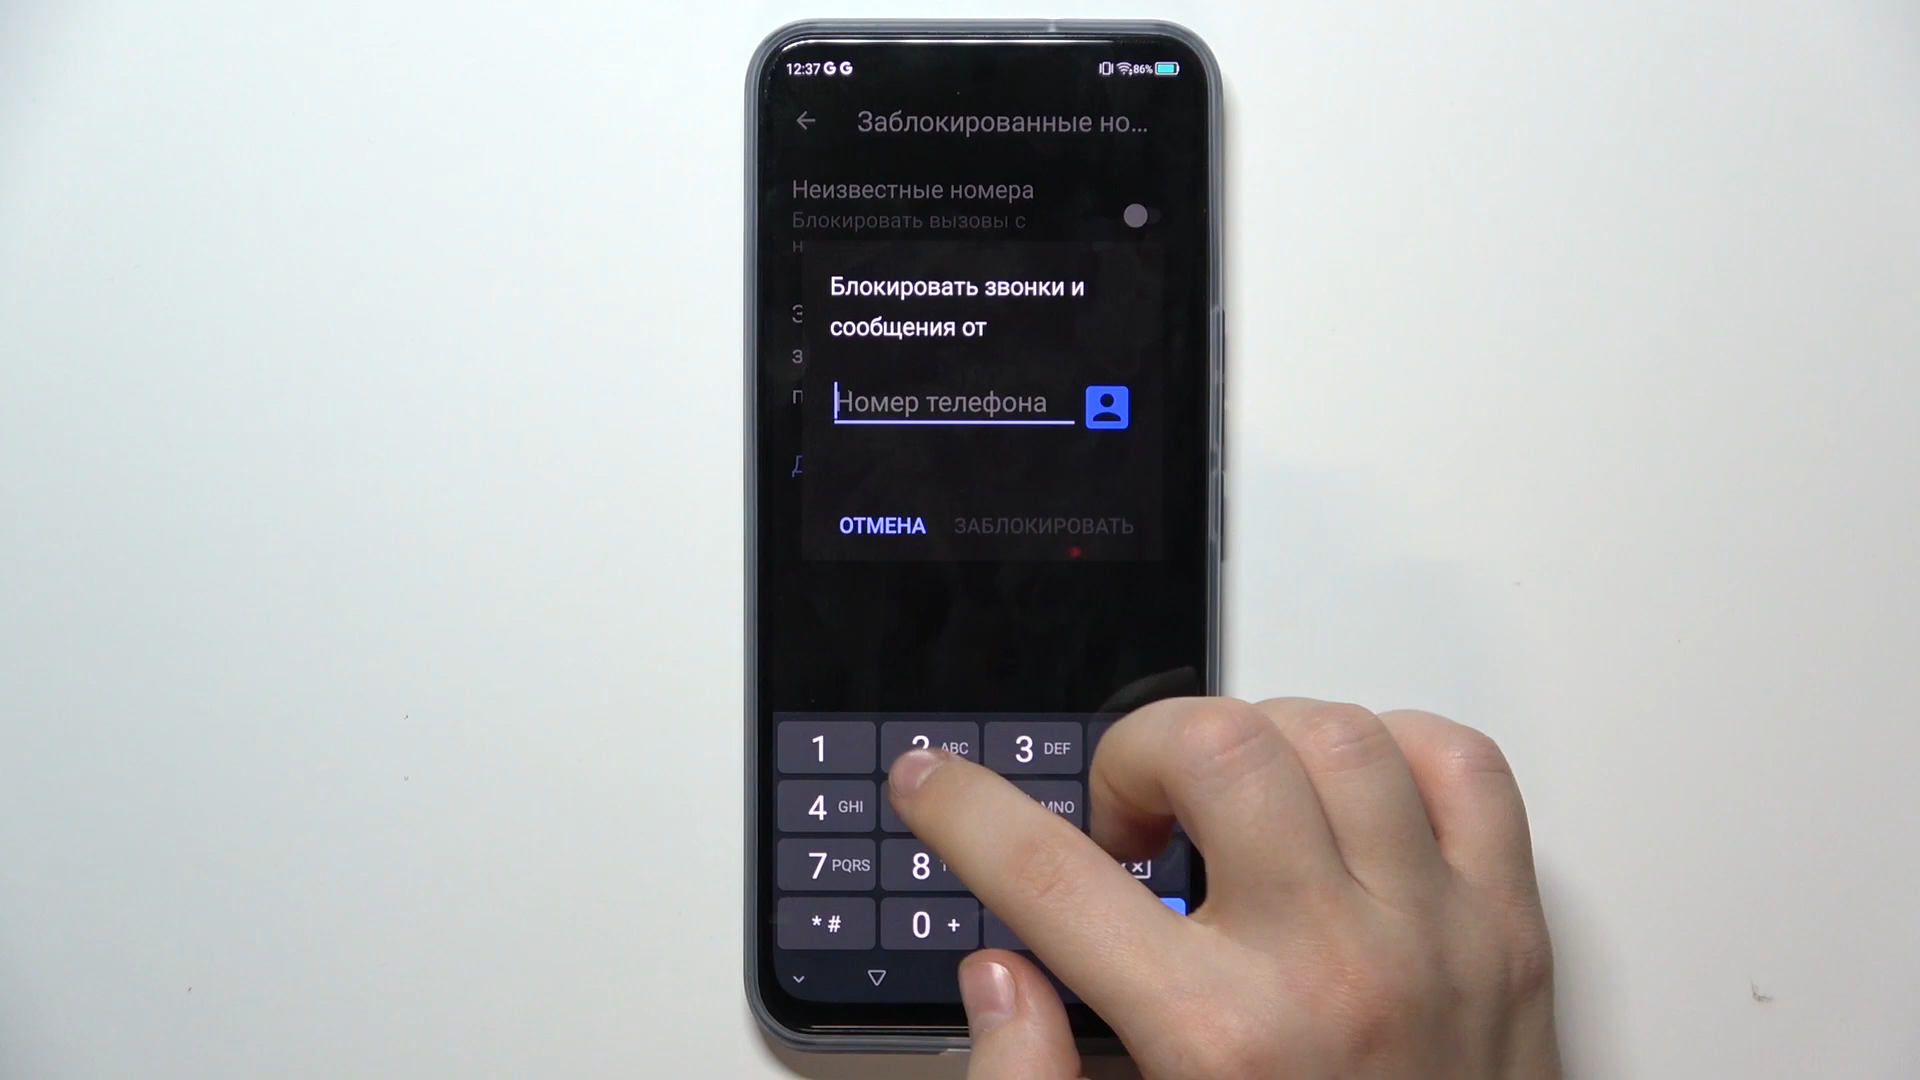 12:37 G G 86%
Заблокированные но...
Неизвестные номера
Блокировать вызовы с
н
Блокировать звонки и
сообщения от
З
з
п
Номер телефона
Д
ОТМЕНА ЗАБЛОКИРОВАТЬ
1 2 ABC 3 DEF
4 GHI MNO
7 PQRS 8
* # 0 +